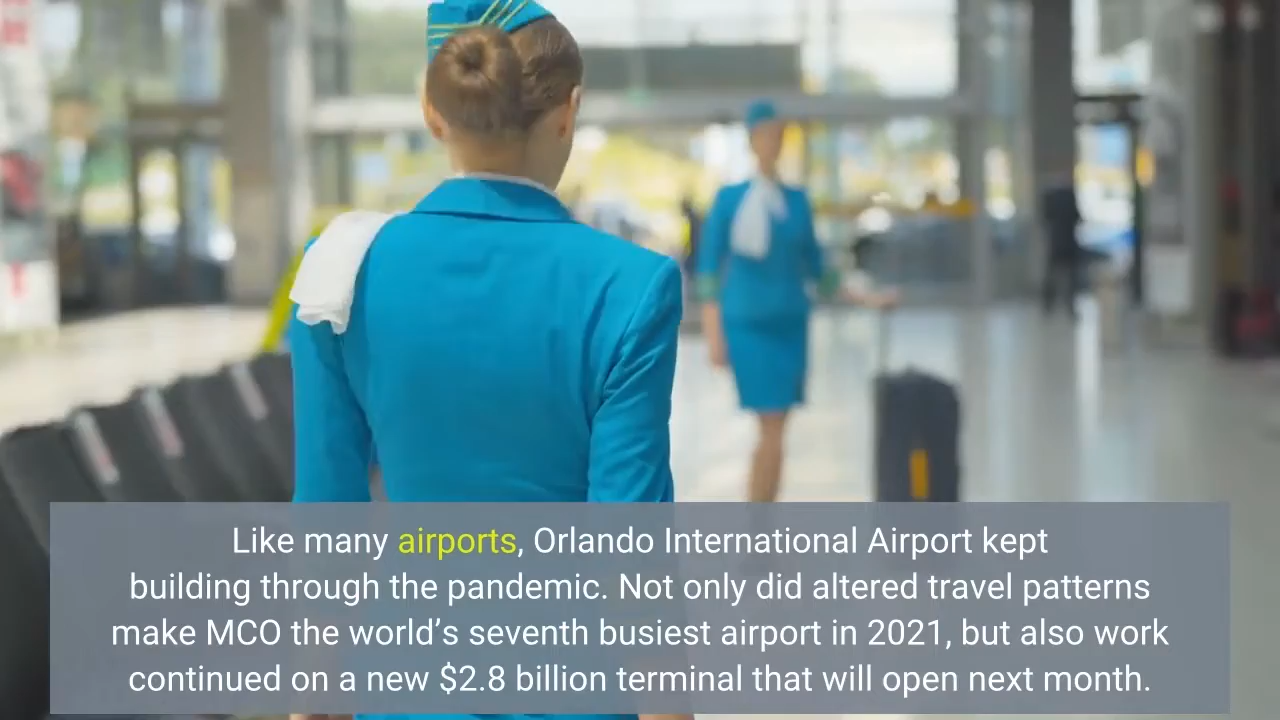 Like many airports, Orlando International Airport kept
building through the pandemic. Not only did altered travel patterns
make MCO the world’s seventh busiest airport in 2021, but also work
continued on a new $2.8 billion terminal that will open next month.